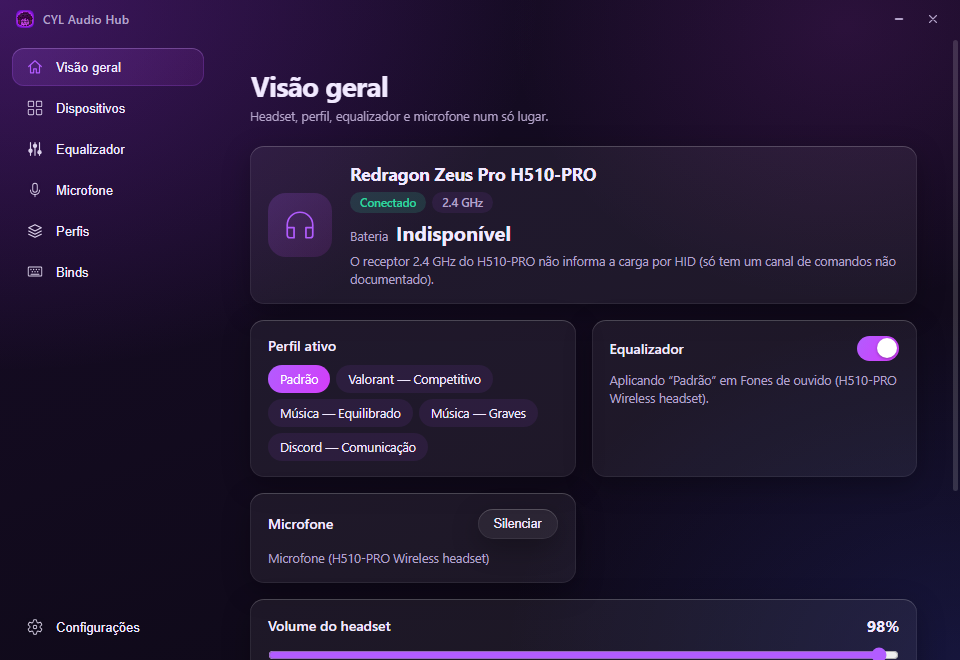 CYL Audio Hub
Visão geral
Dispositivos
Equalizador
Microfone
Perfis
Binds
Configurações
Visão geral
Headset, perfil, equalizador e microfone num só lugar.
Redragon Zeus Pro H510-PRO
Conectado 2.4 GHz
Bateria Indisponível
O receptor 2.4 GHz do H510-PRO não informa a carga por HID (só tem um canal de comandos não
documentado).
Perfil ativo
Padrão Valorant — Competitivo
Música — Equilibrado Música — Graves
Discord — Comunicação
Equalizador
Aplicando “Padrão” em Fones de ouvido (H510-PRO
Wireless headset).
Microfone Silenciar
Microfone (H510-PRO Wireless headset)
Volume do headset 98%